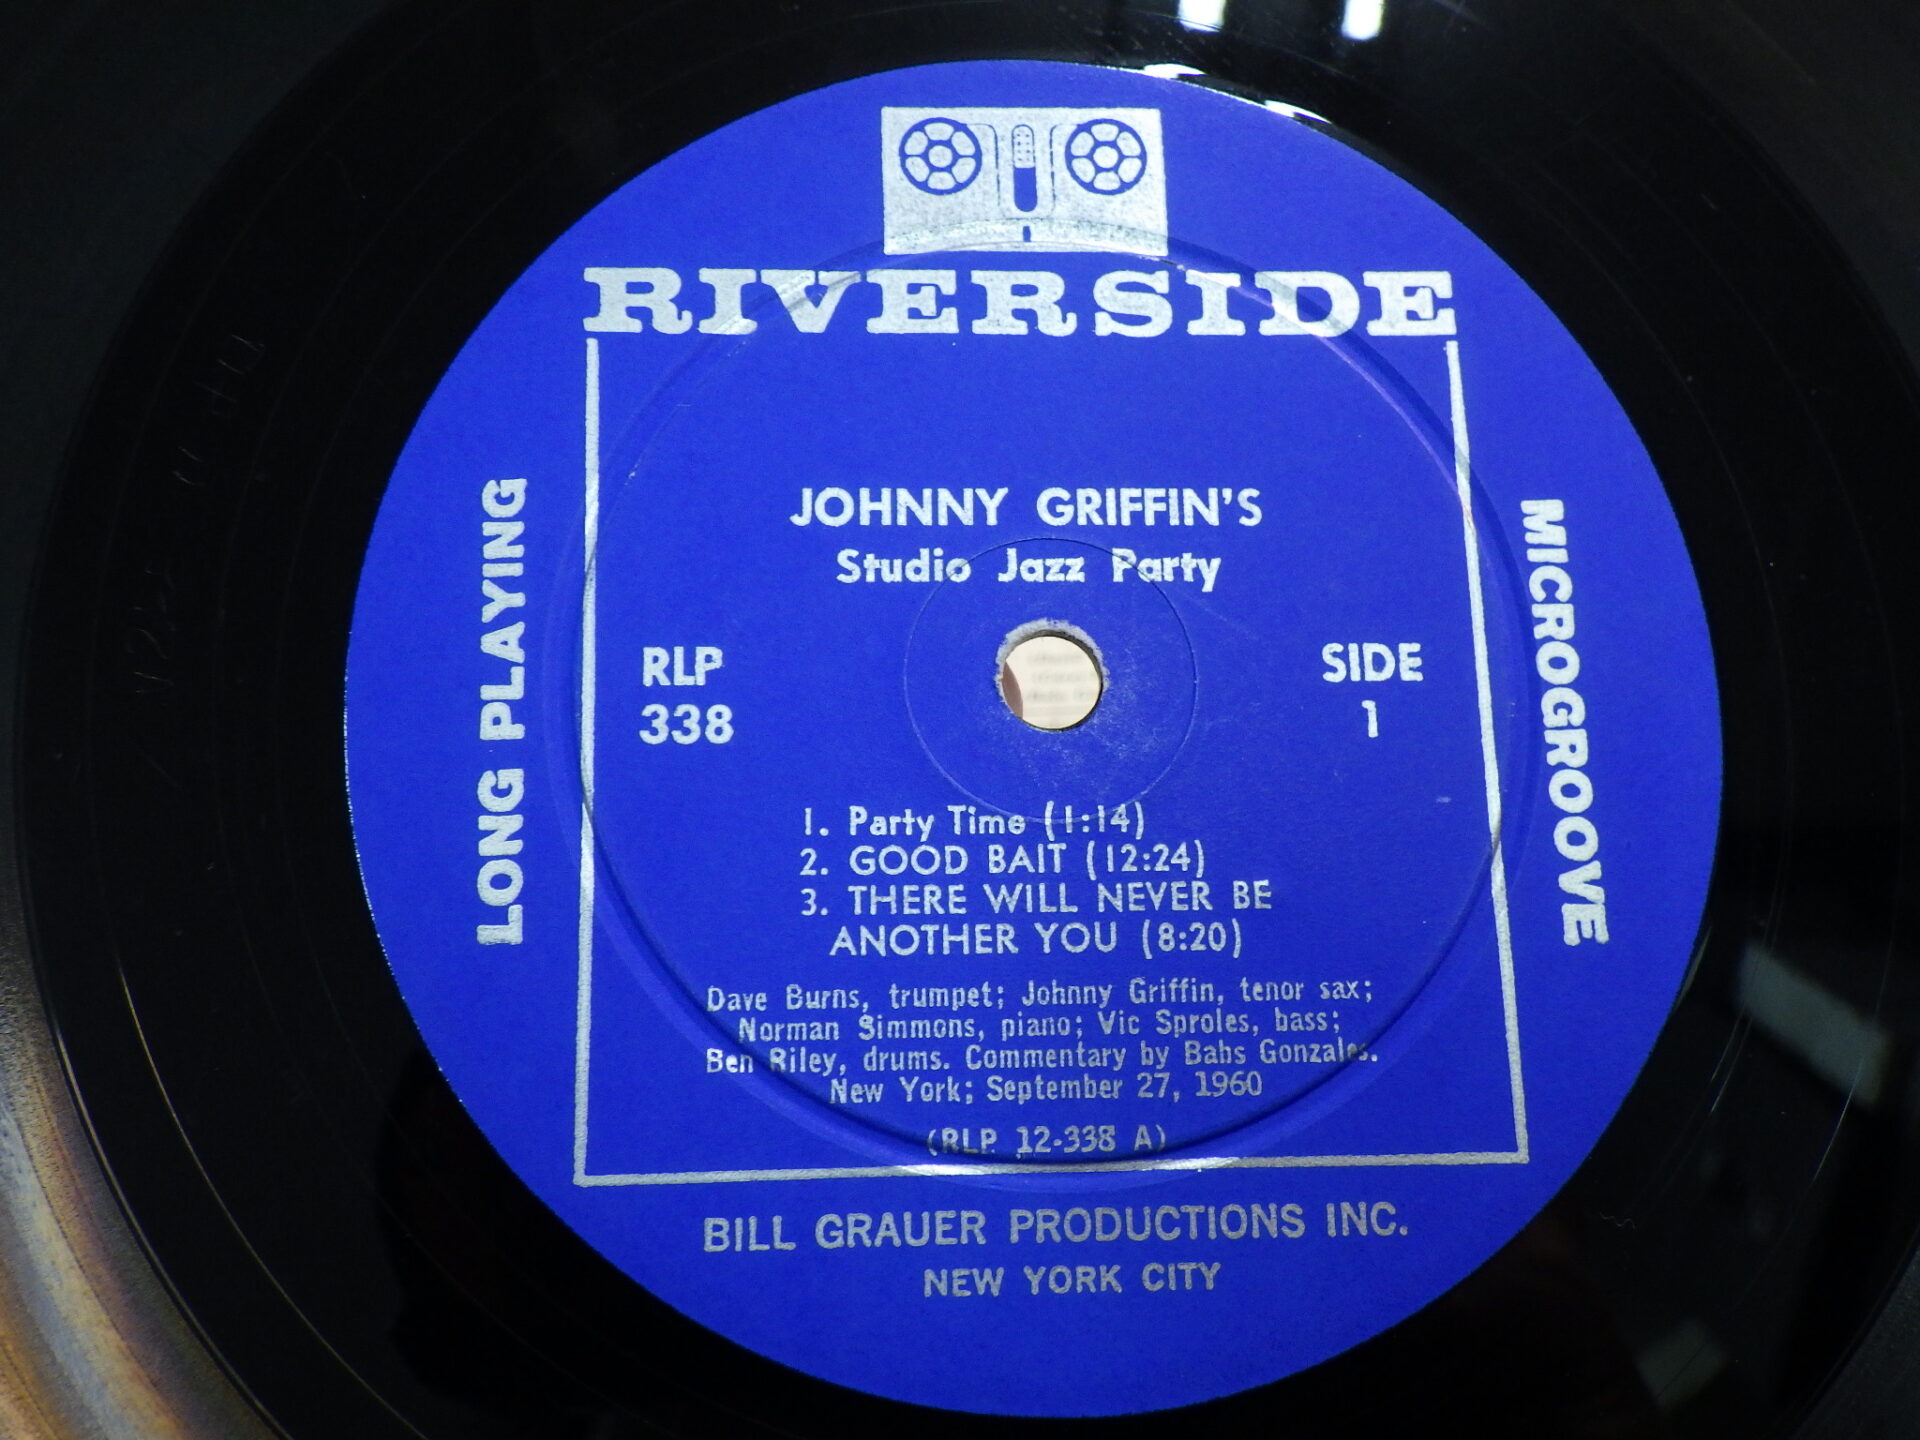 RIVERSIDE
LONG PLAYING
MICROGROOVE
JOHNNY GRIFFIN'S
Studio Jazz Party
RLP
338
SIDE
1
1. Party Time (1:14)
2. GOOD BAIT (12:24)
3. THERE WILL NEVER BE
ANOTHER YOU (8:20)
Dave Burns, trumpet; Johnny Griffin, tenor sax;
Norman Simmons, piano; Vic Sproles, bass;
Ben Riley, drums. Commentary by Babs Gonzales.
New York; September 27, 1960
(RLP 12-338 A)
BILL GRAUER PRODUCTIONS INC.
NEW YORK CITY